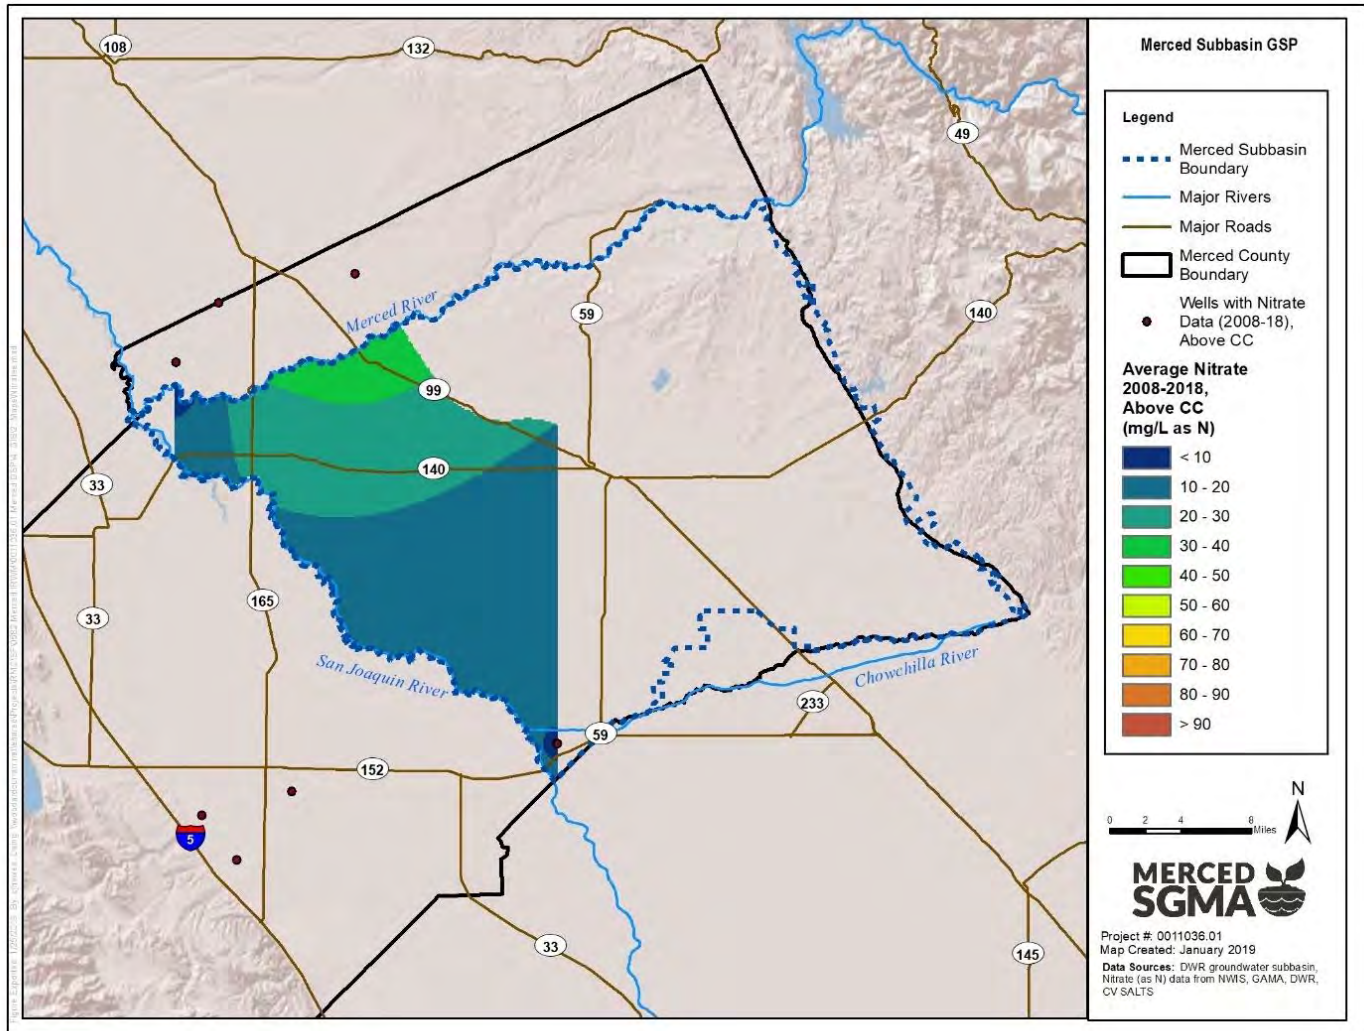 108
132
49
Merced River
59
140
99
140
33
33
165
San Joaquin River
Chowchilla River
233
59
152
5
33
145
Merced Subbasin GSP
Legend
Merced Subbasin
Boundary
Major Rivers
Major Roads
Merced County
Boundary
Wells with Nitrate
Data (2008-18),
Above CC
Average Nitrate
2008-2018,
Above CC
(mg/L as N)
< 10
10 - 20
20 - 30
30 - 40
40 - 50
50 - 60
60 - 70
70 - 80
80 - 90
> 90
N
0 2 4 8
Miles
MERCED
SGMA
Project #: 0011036.01
Map Created: January 2019
Data Sources: DWR groundwater subbasin,
Nitrate (as N) data from NWIS, GAMA, DWR,
CV SALTS